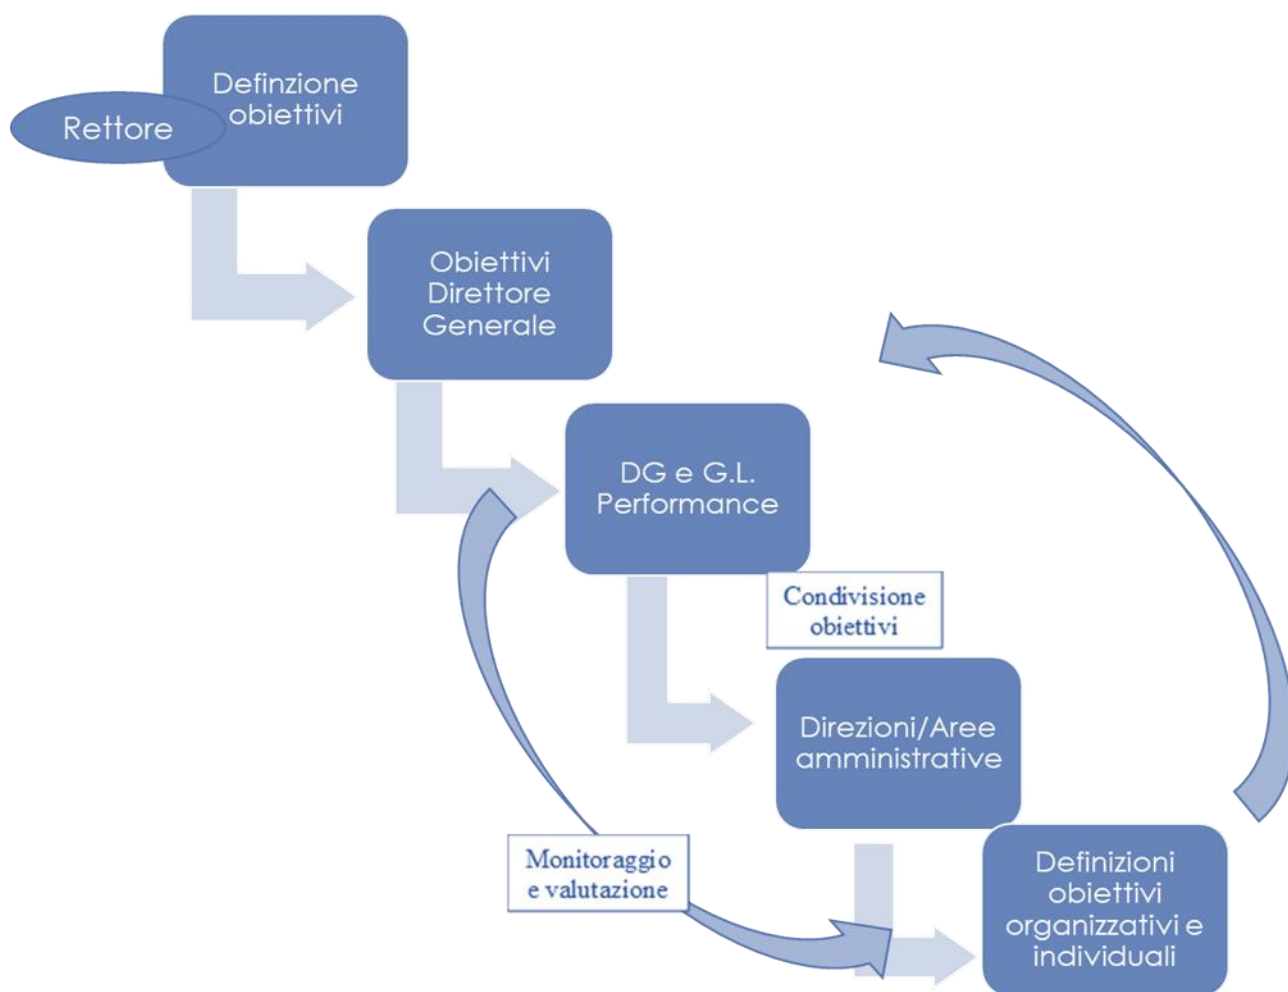 Definzione
obiettivi
Rettore
Obiettivi
Direttore
Generale
DG e G.L.
Performance
Condivisione
obiettivi
Direzioni/Aree
amministrative
Monitoraggio
e valutazione
Definizioni
obiettivi
organizzativi e
individuali